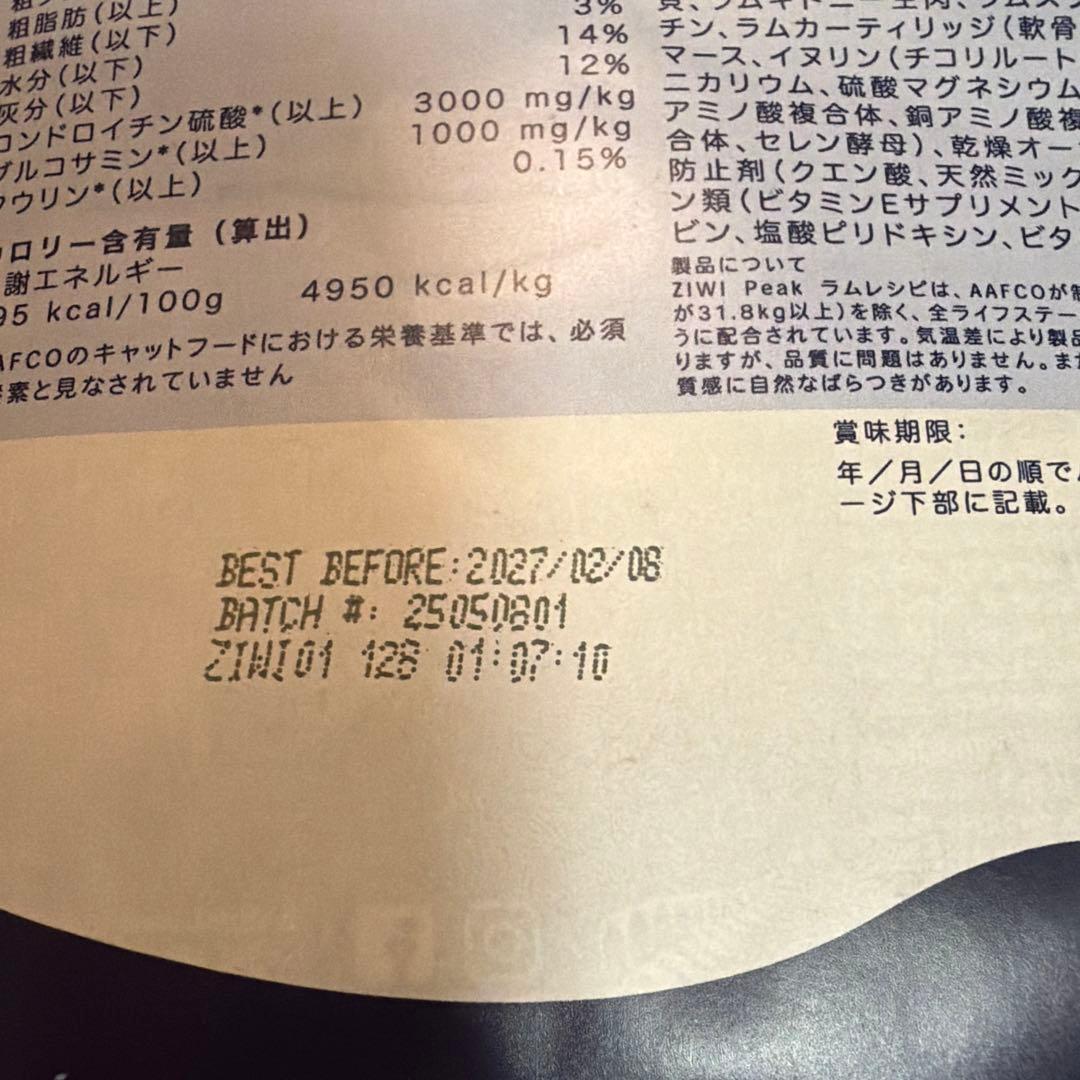 粗脂肪(以上)
粗繊維(以下) 3%
水分(以下) 14%
灰分(以下) 12%
コンドロイチン硫酸*(以上) 3000 mg/kg
グルコサミン*(以上) 1000 mg/kg
タウリン*(以上) 0.15%
ロリー含有量(算出)
謝エネルギー
95 kcal/100g 4950 kcal/kg
AFCOのキャットフードにおける栄養基準では、必須
素と見なされていません
チン、ラムカーティリッジ(軟骨
マース、イヌリン(チコリルート
ニカリウム、硫酸マグネシウム
アミノ酸複合体、銅アミノ酸複
合体、セレン酵母)、乾燥オー
防止剤(クエン酸、天然ミック
ン類(ビタミンEサプリメント
ビン、塩酸ピリドキシン、ビタ
製品について
ZIWI Peak ラムレシピは、AAFCOが
が31.8kg以上)を除く、全ライフステー
うに配合されています。気温差により製品
りますが、品質に問題はありません。また
質感に自然なばらつきがあります。
賞味期限:
年/月/日の順で
ージ下部に記載。
BEST BEFORE:2027/02/08
BATCH #: 25050801
ZIWI01 128 01:07:10